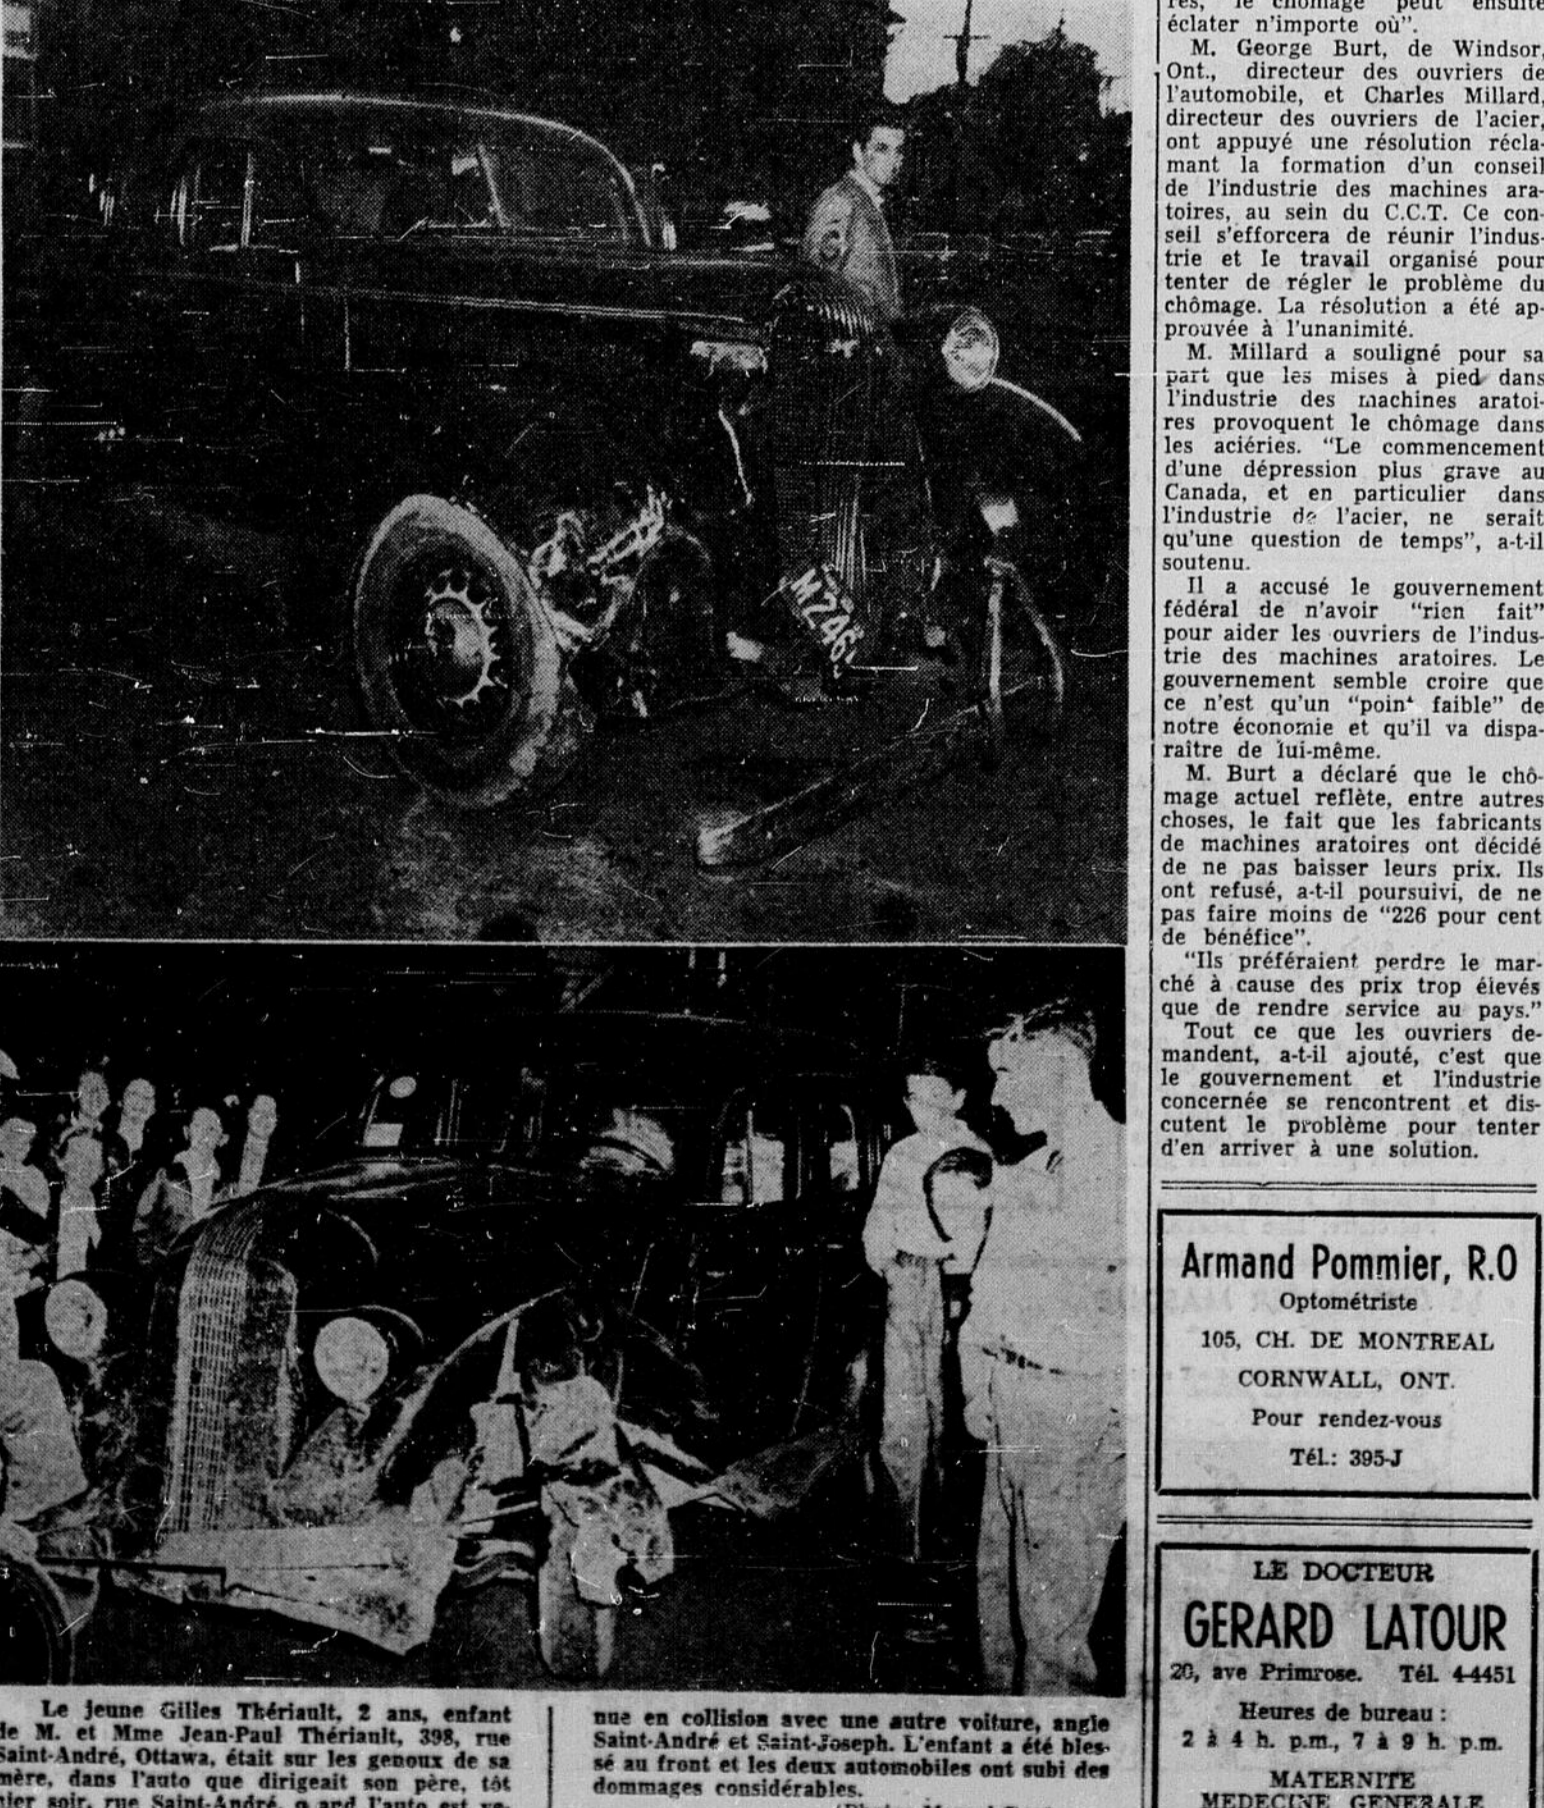 M2461
Le jeune Gilles Thériault, 2 ans, enfant
de M. et Mme Jean-Paul Thériault, 398, rue
Saint-André, Ottawa, était sur les genoux de sa
mère, dans l'auto que dirigeait son père, tôt
hier soir, rue Saint-André, l'auto est ve-
nue en collision avec une autre voiture, angle
Saint-André et Saint-Joseph. L'enfant a été bles-
sé au front et les deux automobiles ont subi des
dommages considérables.
res, le chômage peut ensuite
éclater n'importe où".
M. George Burt, de Windsor,
Ont., directeur des ouvriers de
l'automobile, et Charles Millard,
directeur des ouvriers de l'acier,
ont appuyé une résolution récla-
mant la formation d'un conseil
de l'industrie des machines ara-
toires, au sein du C.C.T. Ce con-
seil s'efforcera de réunir l'indus-
trie et le travail organisé pour
tenter de régler le problème du
chômage. La résolution a été ap-
prouvée à l'unanimité.
M. Millard a souligné pour sa
part que les mises à pied dans
l'industrie des machines aratoi-
res provoquent le chômage dans
les aciéries. "Le commencement
d'une dépression plus grave au
Canada, et en particulier dans
l'industrie de l'acier, ne serait
qu'une question de temps", a-t-il
soutenu.
Il a accusé le gouvernement
fédéral de n'avoir "rien fait"
pour aider les ouvriers de l'indus-
trie des machines aratoires. Le
gouvernement semble croire que
ce n'est qu'un "point faible" de
notre économie et qu'il va dispa-
raître de lui-même.
M. Burt a déclaré que le chô-
mage actuel reflète, entre autres
choses, le fait que les fabricants
de machines aratoires ont décidé
de ne pas baisser leurs prix. Ils
ont refusé, a-t-il poursuivi, de ne
pas faire moins de "226 pour cent
de bénéfice".
"Ils préféraient perdre le mar-
ché à cause des prix trop élevés
que de rendre service au pays."
Tout ce que les ouvriers de-
mandent, a-t-il ajouté, c'est que
le gouvernement et l'industrie
concernée se rencontrent et dis-
cutent le problème pour tenter
d'en arriver à une solution.
Armand Pommier, R.O
Optométriste
105, CH. DE MONTREAL
CORNWALL, ONT.
Pour rendez-vous
Tél.: 395-J
LE DOCTEUR
GERARD LATOUR
20, ave Primrose. Tél. 4-4451
Heures de bureau :
2 à 4 h. p.m., 7 à 9 h. p.m.
MATERNITE
MEDECINE GENERALE